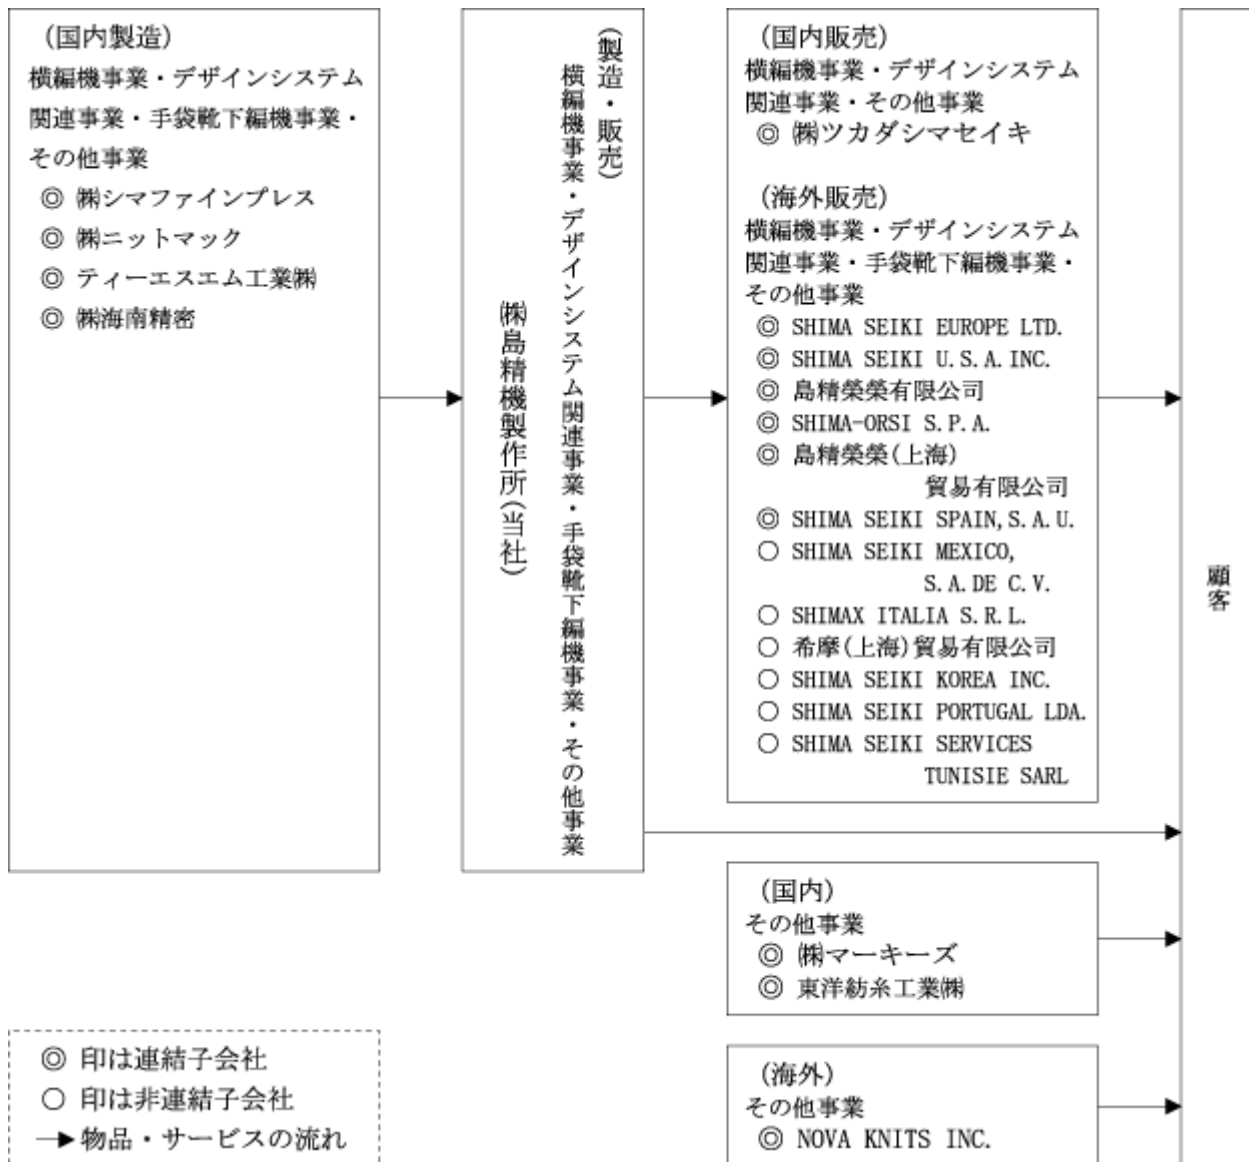 (国内製造)
横編機事業・デザインシステム
関連事業・手袋靴下編機事業・
その他事業
◎ ㈱シマファインプレス
◎ ㈱ニットマック
◎ ティーエスエム工業㈱
◎ ㈱海南精密
(製造・販売)
横編機事業・デザインシステム関連事業・手袋靴下編機事業・その他事業
㈱島精機製作所(当社)
(国内販売)
横編機事業・デザインシステム
関連事業・その他事業
◎ ㈱ツカダシマセイキ
(海外販売)
横編機事業・デザインシステム
関連事業・手袋靴下編機事業・
その他事業
◎ SHIMA SEIKI EUROPE LTD.
◎ SHIMA SEIKI U.S.A.INC.
◎ 島精榮榮有限公司
◎ SHIMA-ORSI S.P.A.
◎ 島精榮榮(上海)
貿易有限公司
◎ SHIMA SEIKI SPAIN,S.A.U.
○ SHIMA SEIKI MEXICO,
S.A.DE C.V.
○ SHIMAX ITALIA S.R.L.
○ 希摩(上海)貿易有限公司
○ SHIMA SEIKI KOREA INC.
○ SHIMA SEIKI PORTUGAL LDA.
○ SHIMA SEIKI SERVICES
TUNISIE SARL
(国内)
その他事業
◎ ㈱マーキーズ
◎ 東洋紡糸工業㈱
(海外)
その他事業
◎ NOVA KNITS INC.
顧客
◎ 印は連結子会社
○ 印は非連結子会社
→ 物品・サービスの流れ